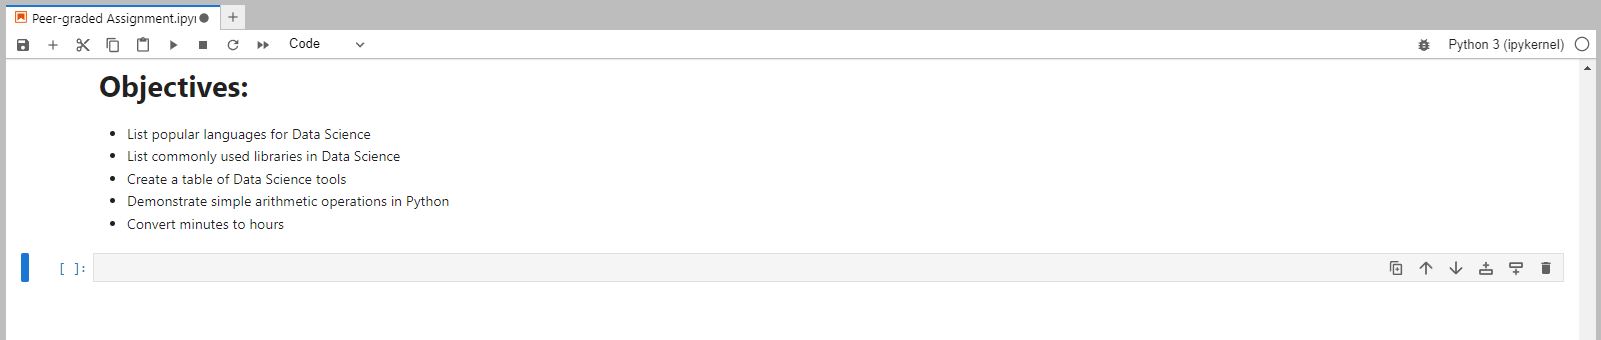 Peer-graded Assignment.ipyn
Code
Python 3 (ipykernel)
Objectives:
• List popular languages for Data Science
• List commonly used libraries in Data Science
• Create a table of Data Science tools
• Demonstrate simple arithmetic operations in Python
• Convert minutes to hours
[ ]: